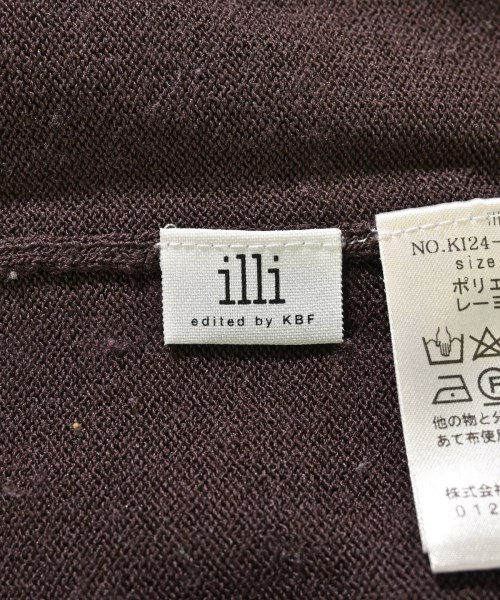 illi
edited by KBF
illi
NO.KI24-
size
ポリエ
レーヨ
他の物と分
あて布使用
株式会社
012